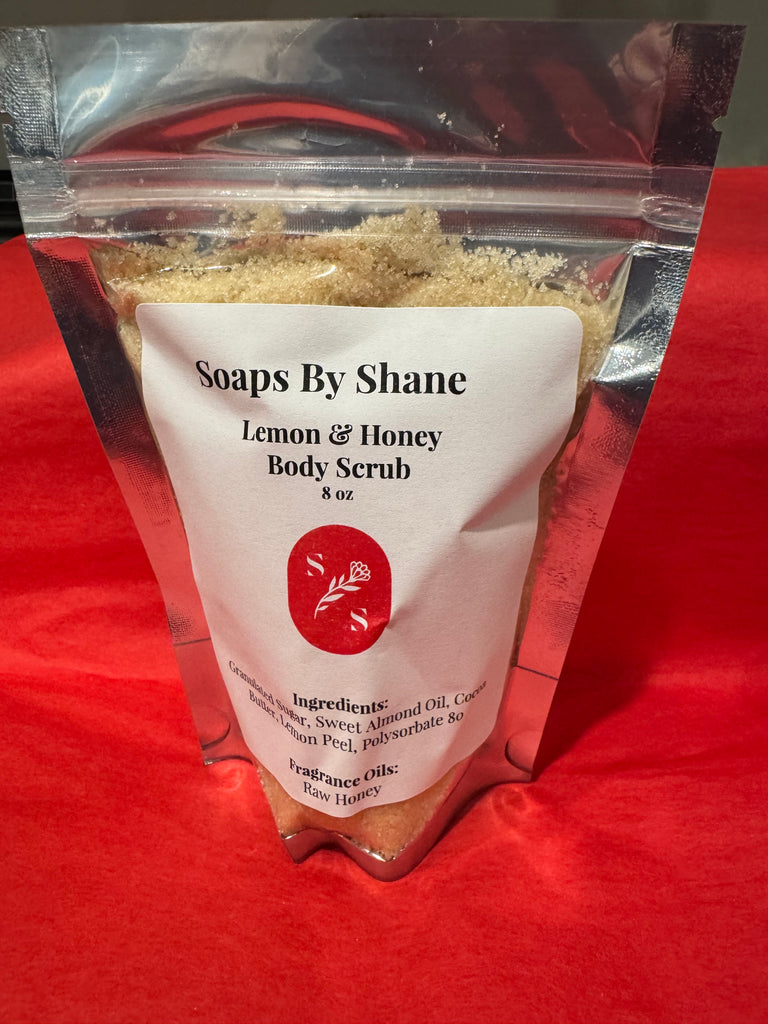 Soaps By Shane
Lemon & Honey
Body Scrub
8 oz
S
S
Ingredients:
Granulated Sugar, Sweet Almond Oil, Cocoa
Butter, Lemon Peel, Polysorbate 80
Fragrance Oils:
Raw Honey